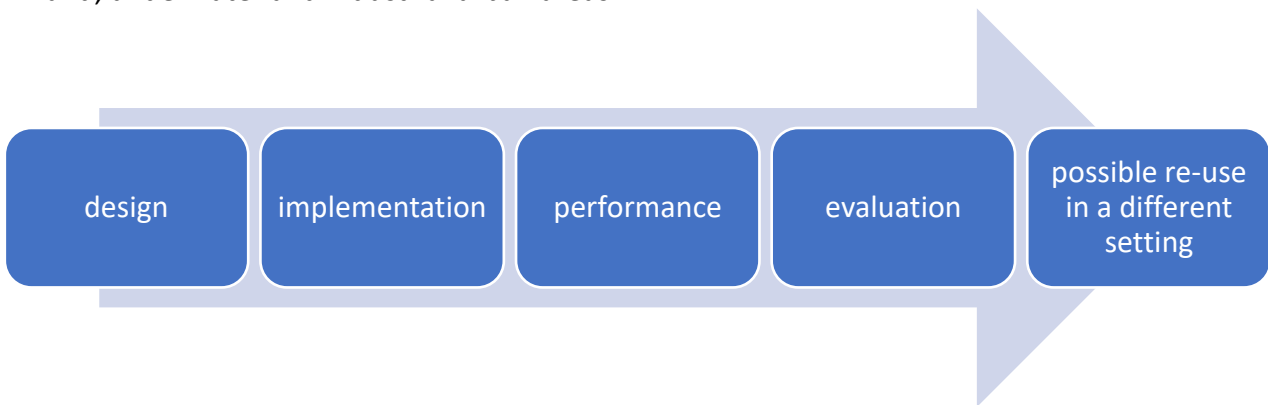 design
implementation
performance
evaluation
possible re-use
in a different
setting